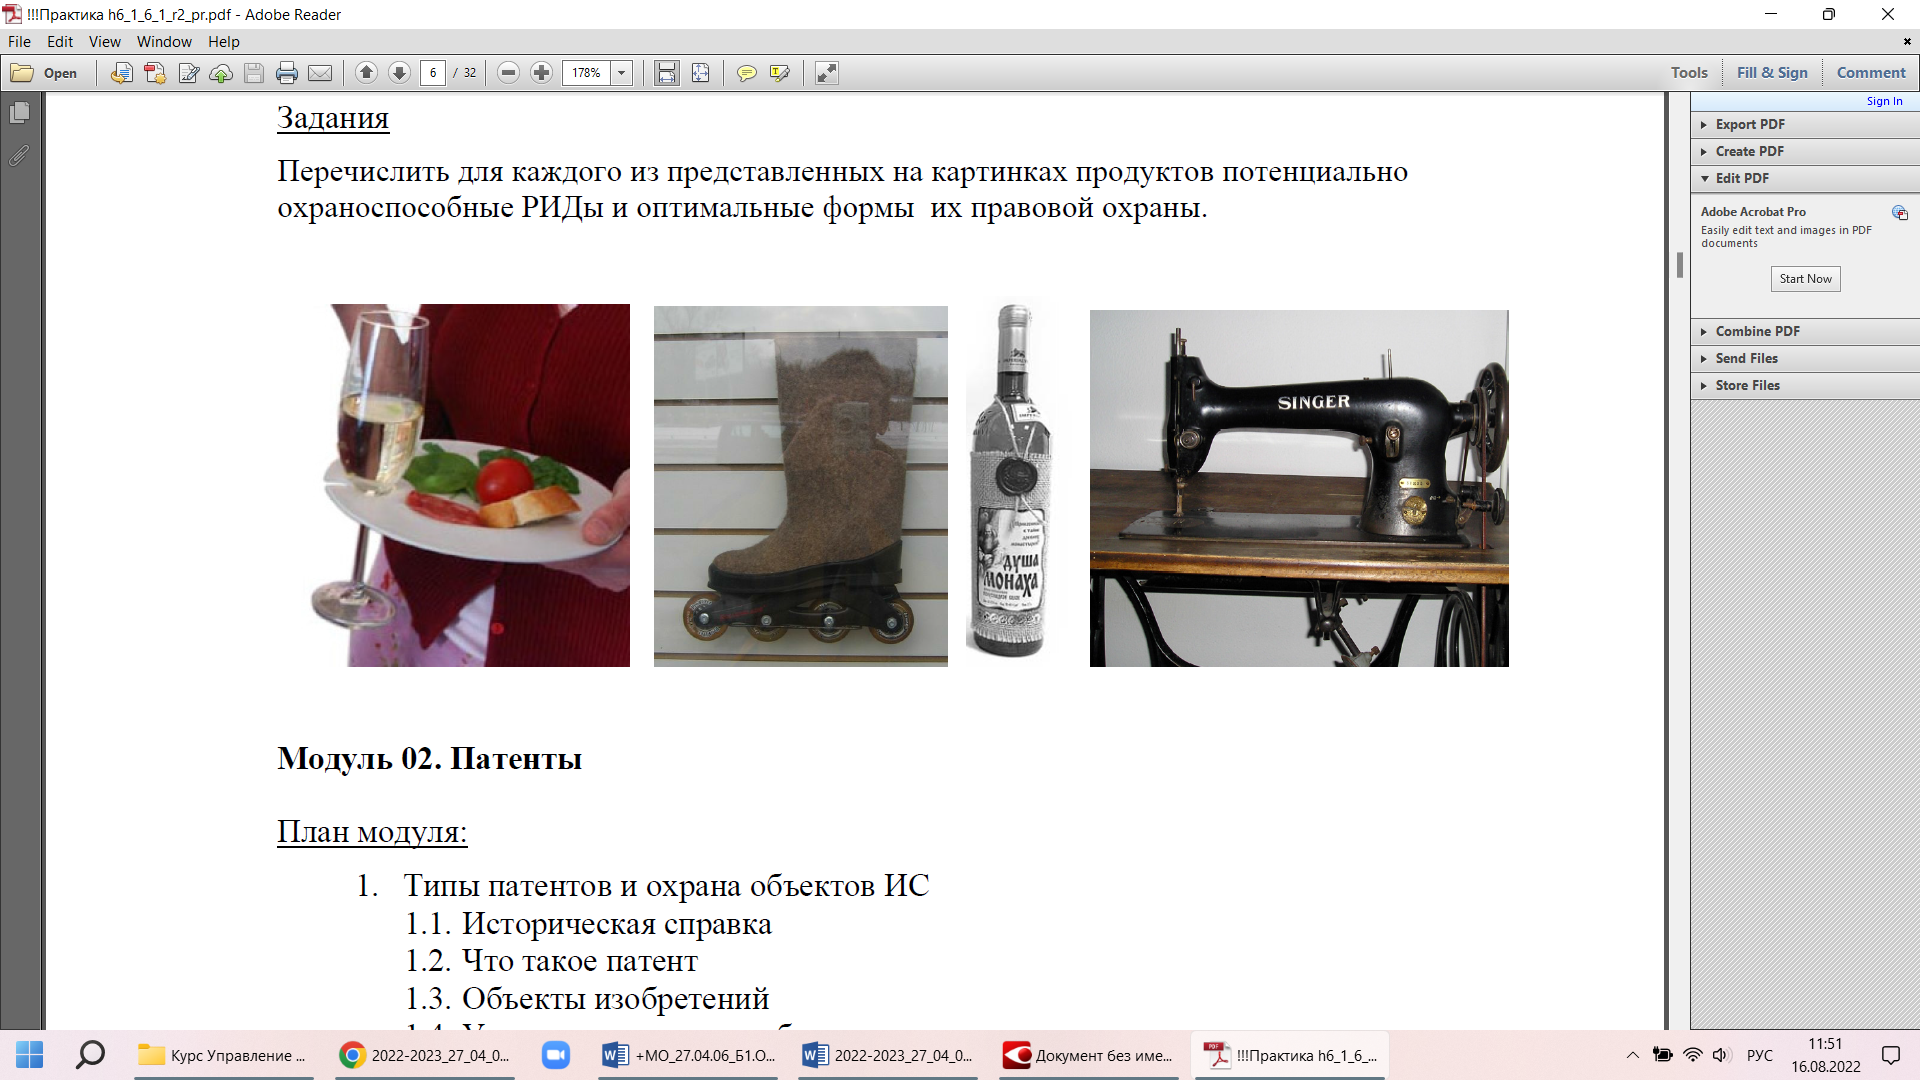 !!!Практика h6_1_6_1_r2_pr.pdf - Adobe Reader
File Edit View Window Help
Open 6 / 32 178% Tools Fill & Sign Comment
Sign In
Export PDF
Create PDF
Edit PDF
Adobe Acrobat Pro
Easily edit text and images in PDF
documents
Start Now
Combine PDF
Send Files
Store Files
Задания
Перечислить для каждого из представленных на картинках продуктов потенциально
охраноспособные РИДы и оптимальные формы их правовой охраны.
душа
монаха
SINGER
Модуль 02. Патенты
План модуля:
1. Типы патентов и охрана объектов ИС
1.1. Историческая справка
1.2. Что такое патент
1.3. Объекты изобретений
Курс Управление ...
2022-2023_27_04_0...
+МО_27.04.06_Б1.О...
2022-2023_27_04_0...
Документ без име...
!!!Практика h6_1_6_...
РУС
11:51
16.08.2022